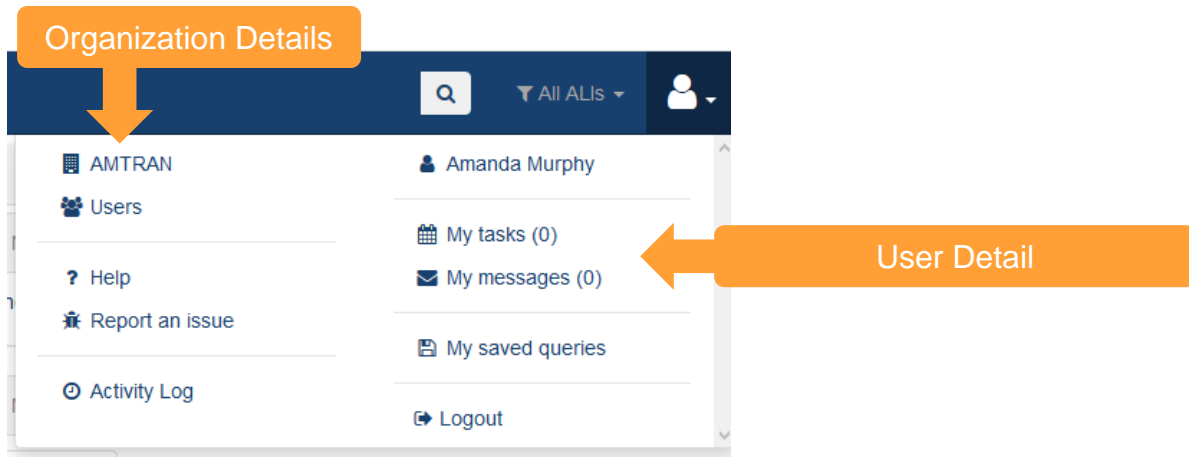 Organization Details
All ALIs
AMTRAN
Users
? Help
Report an issue
Activity Log
Amanda Murphy
My tasks (0)
My messages (0)
My saved queries
Logout
User Detail